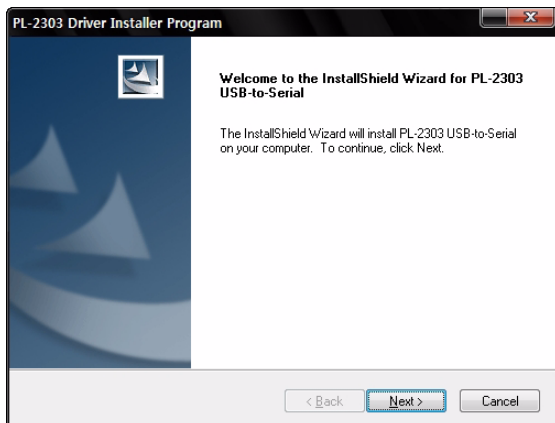 PL-2303 Driver Installer Program
Welcome to the InstallShield Wizard for PL-2303
USB-to-Serial
The InstallShield Wizard will install PL-2303 USB-to-Serial
on your computer. To continue, click Next.
< Back
Next >
Cancel